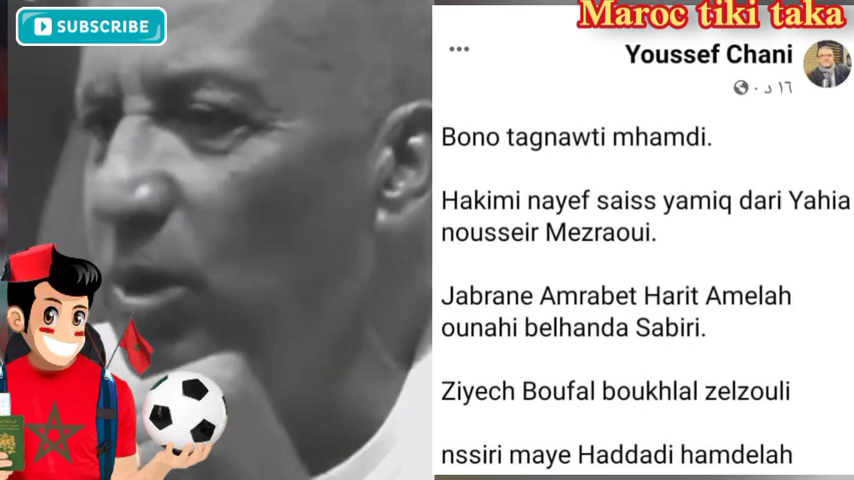 SUBSCRIBE
Maroc tiki taka
Youssef Chani
١٦ د
Bono tagnawti mhamdi.
Hakimi nayef saiss yamiq dari Yahia
nousseir Mezraoui.
Jabrane Amrabet Harit Amelah
ounahi belhanda Sabiri.
Ziyech Boufal boukhlal zelzouli
nssiri maye Haddadi hamdelah